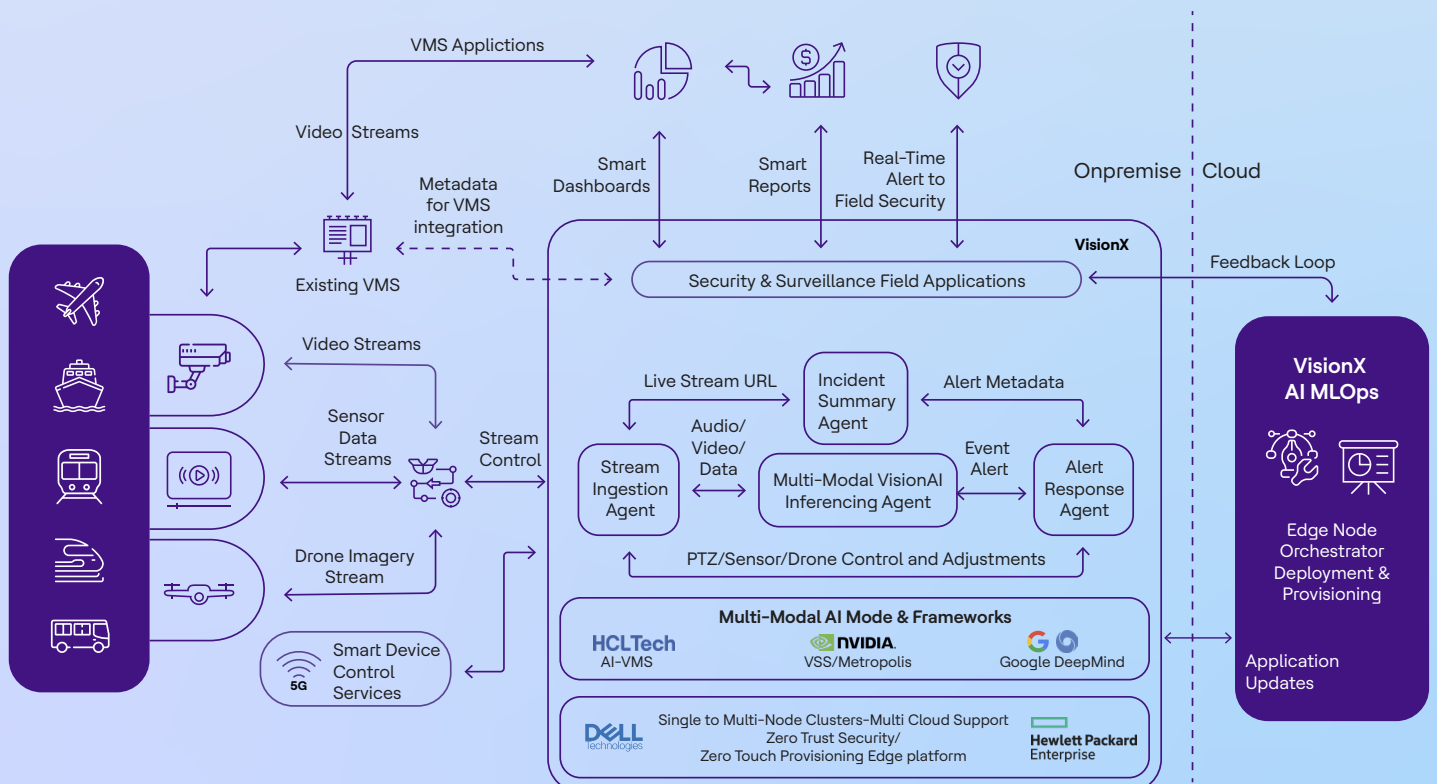 VMS Applictions
Video Streams
Metadata
for VMS
integration
Smart
Dashboards
Smart
Reports
Real-Time
Alert to
Field Security
Onpremise
Cloud
Existing VMS
VisionX
Security & Surveillance Field Applications
Feedback Loop
Video Streams
Sensor
Data
Streams
Stream
Control
Drone Imagery
Stream
5G
Smart Device
Control
Services
Live Stream URL
Incident
Summary
Agent
Alert Metadata
Audio/
Video/
Data
Stream
Ingestion
Agent
Multi-Modal VisionAI
Inferencing Agent
Event
Alert
Alert
Response
Agent
PTZ/Sensor/Drone Control and Adjustments
Multi-Modal AI Mode & Frameworks
HCLTech
AI-VMS
NVIDIA.
VSS/Metropolis
Google DeepMind
DELL
Technologies
Single to Multi-Node Clusters-Multi Cloud Support
Zero Trust Security/
Zero Touch Provisioning Edge platform
Hewlett Packard
Enterprise
VisionX
AI MLOps
Edge Node
Orchestrator
Deployment &
Provisioning
Application
Updates